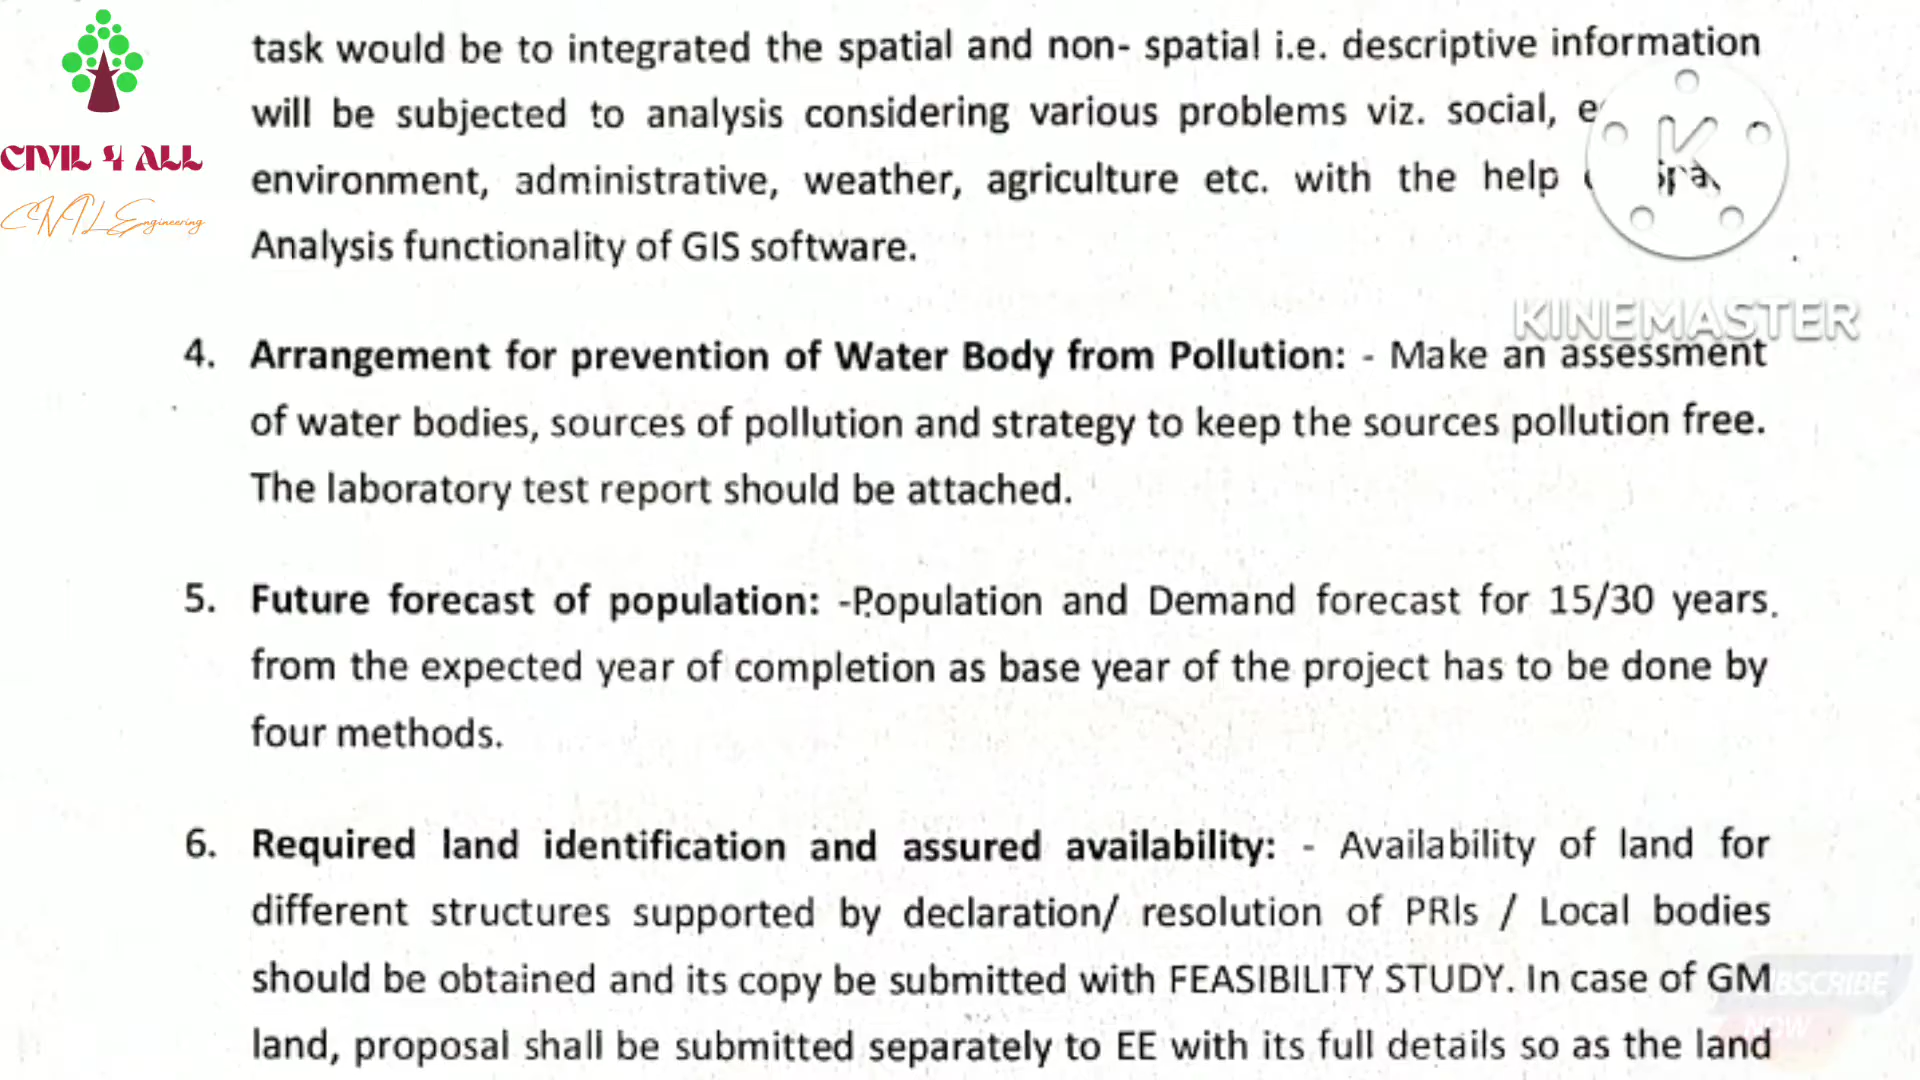 task would be to integrated the spatial and non- spatial i.e. descriptive information
will be subjected to analysis considering various problems viz. social,
environment, administrative, weather, agriculture etc. with the help
Analysis functionality of GIS software.
4. Arrangement for prevention of Water Body from Pollution: - Make an assessment
of water bodies, sources of pollution and strategy to keep the sources pollution free.
The laboratory test report should be attached.
5. Future forecast of population: -Population and Demand forecast for 15/30 years.
from the expected year of completion as base year of the project has to be done by
four methods.
6. Required land identification and assured availability: - Availability of land for
different structures supported by declaration/ resolution of PRIs / Local bodies
should be obtained and its copy be submitted with FEASIBILITY STUDY. In case of GM
land, proposal shall be submitted separately to EE with its full details so as the land
CIVIL 4 ALL
CIVIL Engineering
K
KINEMASTER
NOW